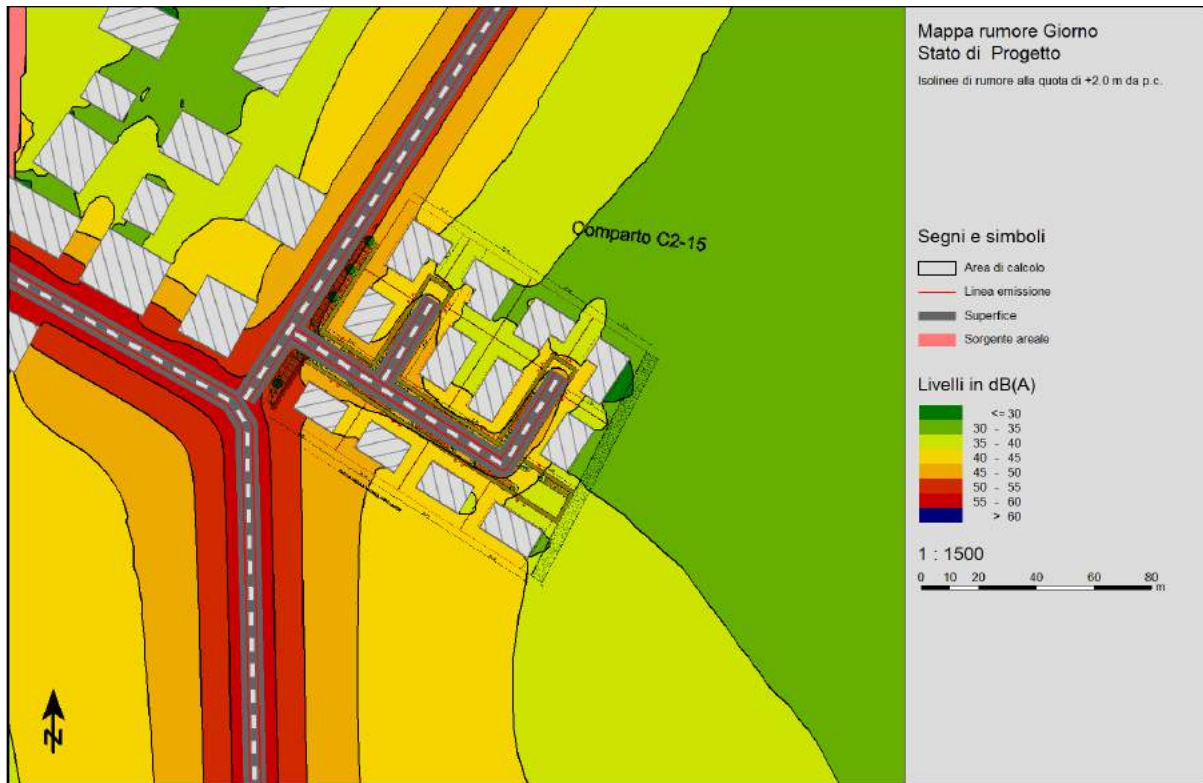 Mappa rumore Giorno
Stato di Progetto
Isolinee di rumore alla quota di +2.0 m da p.c.
Comparto C2-15
Segni e simboli
Area di calcolo
Linea emissione
Superfice
Sorgente areale
Livelli in dB(A)
<= 30
30 - 35
35 - 40
40 - 45
45 - 50
50 - 55
55 - 60
> 60
1 : 1500
0 10 20 40 60 80
m
N